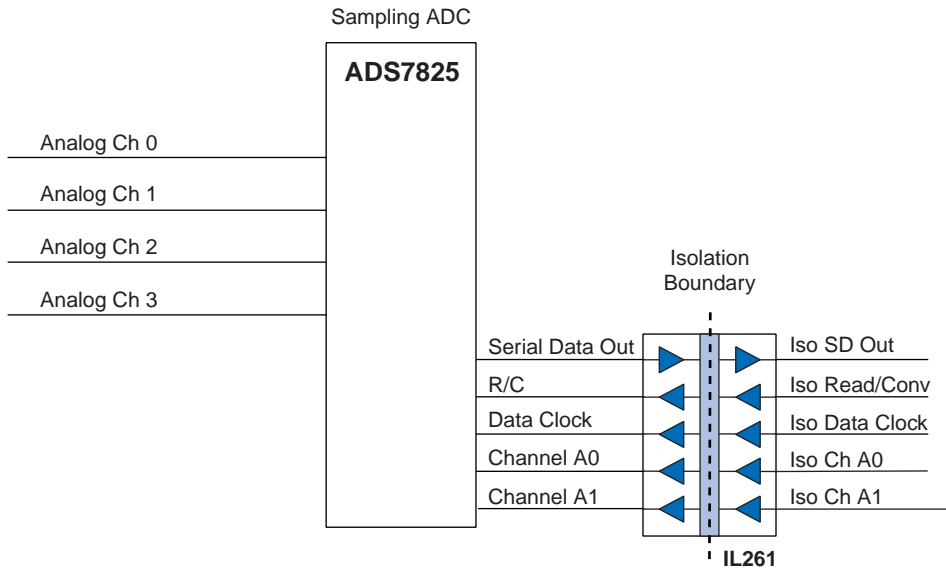 Sampling ADC
ADS7825
Analog Ch 0
Analog Ch 1
Analog Ch 2
Analog Ch 3
Isolation
Boundary
Serial Data Out
Iso SD Out
R/C
Iso Read/Conv
Data Clock
Iso Data Clock
Channel A0
Iso Ch A0
Channel A1
Iso Ch A1
IL261